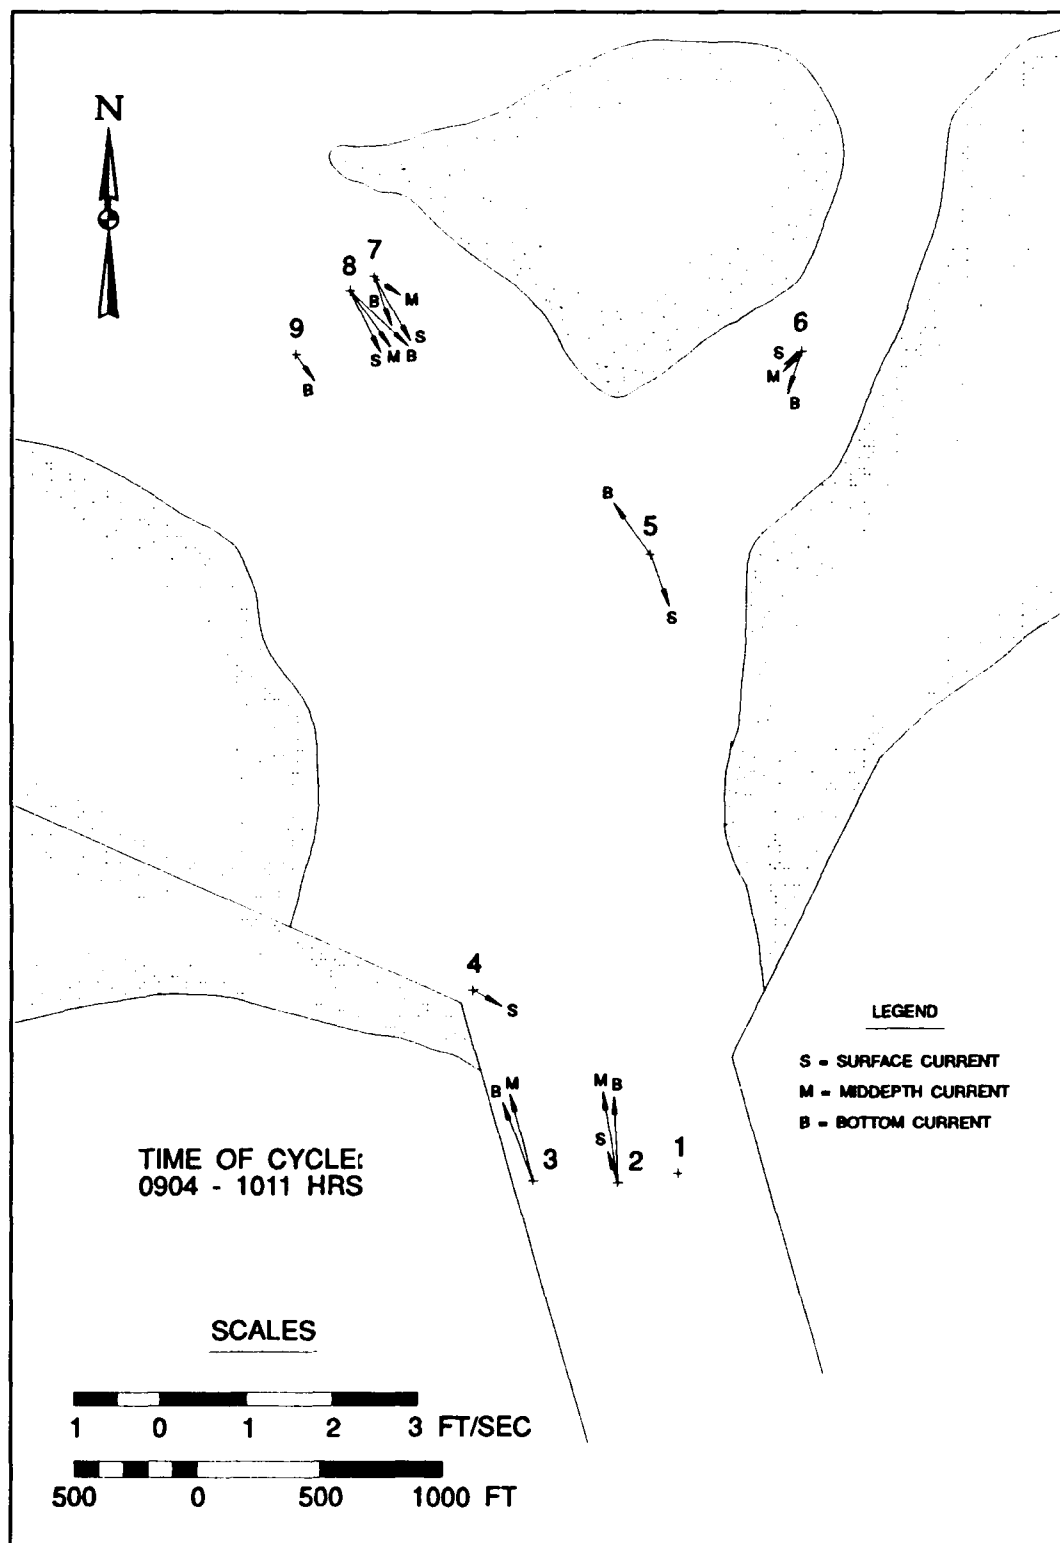 N
7
8
M
B
S
S M B
9
B
6
S
M
B
B
5
S
4
S
LEGEND
S = SURFACE CURRENT
M = MIDDEPTH CURRENT
B = BOTTOM CURRENT
B M
3
M B
S
2
1
TIME OF CYCLE:
0904 - 1011 HRS
SCALES
1 0 1 2 3 FT/SEC
500 0 500 1000 FT